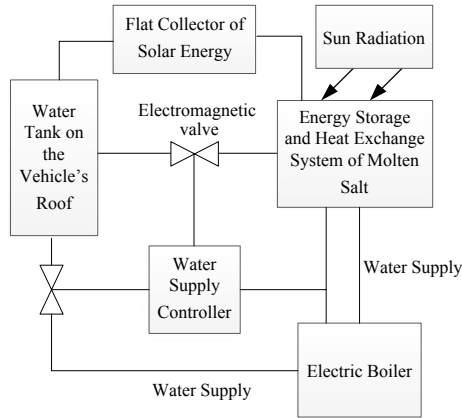 Flat Collector of
Solar Energy
Sun Radiation
Water
Tank on
the
Vehicle's
Roof
Electromagnetic
valve
Energy Storage
and Heat Exchange
System of Molten
Salt
Water
Supply
Controller
Water Supply
Electric Boiler
Water Supply